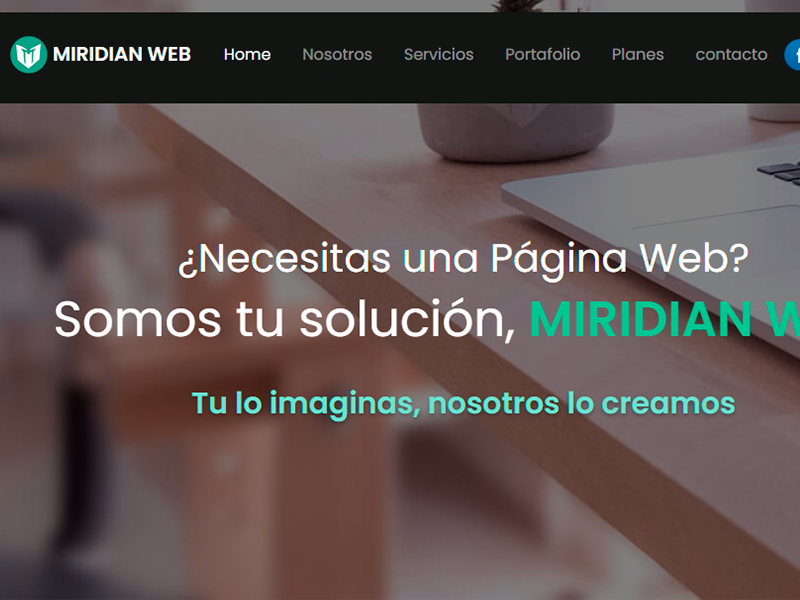 MIRIDIAN WEB Home Nosotros Servicios Portafolio Planes contacto
¿Necesitas una Página Web?
Somos tu solución, MIRIDIAN
Tu lo imaginas, nosotros lo creamos